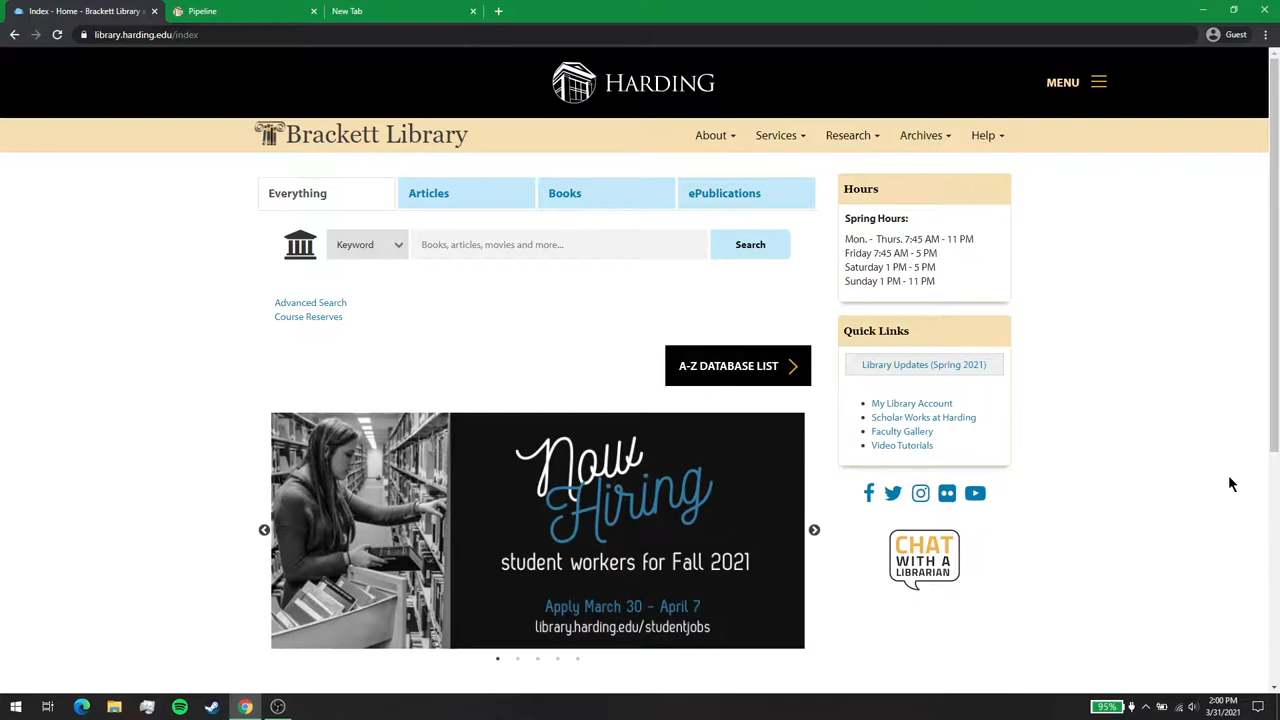 Index - Home - Brackett Library
Pipeline
New Tab
library.harding.edu/index
Guest
HARDING
MENU
Brackett Library
About
Services
Research
Archives
Help
Everything
Articles
Books
ePublications
Keyword
Books, articles, movies and more...
Search
Advanced Search
Course Reserves
A-Z DATABASE LIST
Now
Hiring
student workers for Fall 2021
Apply March 30 - April 7
library.harding.edu/studentjobs
Hours
Spring Hours:
Mon. - Thurs. 7:45 AM - 11 PM
Friday 7:45 AM - 5 PM
Saturday 1 PM - 5 PM
Sunday 1 PM - 11 PM
Quick Links
Library Updates (Spring 2021)
My Library Account
Scholar Works at Harding
Faculty Gallery
Video Tutorials
CHAT
WITH A
LIBRARIAN
95%
2:00 PM
3/31/2021